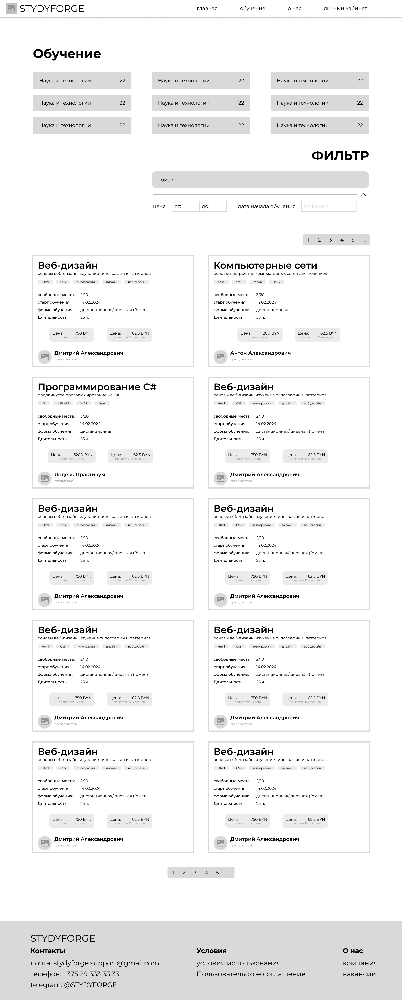 STYDYFORGE главная обучение о нас личный кабинет
Обучение
Наука и технологии 22 Наука и технологии 22 Наука и технологии 22
Наука и технологии 22 Наука и технологии 22 Наука и технологии 22
Наука и технологии 22 Наука и технологии 22 Наука и технологии 22
ФИЛЬТР
поиск...
цена от: до: дата начала обучения не важно
1 2 3 4 5 ...
Веб-дизайн
основы веб-дизайн, изучение типографии и паттернов
Html CSS типографии дизайн веб-дизайн
свободные места: 2/10
старт обучения: 14.02.2024
форма обучения: дистанционная/ дневная (Гомель)
Длительность: 25 ч.
Цена: 750 BYN Цена: 62.5 BYN
полная стоимость по частям 12 месяцев
Дмитрий Александрович
преподаватель
Компьютерные сети
основы построения компьютерных сетей для новичков
bash сети tcp/ip linux
свободные места: 3/20
старт обучения: 14.02.2024
форма обучения: дистанционная
Длительность: 55 ч.
Цена: 200 BYN Цена: 62.5 BYN
полная стоимость по частям 12 месяцев
Антон Александрович
преподаватель
Программирование C#
продвинутое программирование на C#
C# ASP.NET WPF linux
свободные места: 3/20
старт обучения: 14.02.2024
форма обучения: дистанционная
Длительность: 55 ч.
Цена: 3200 BYN Цена: 62.5 BYN
полная стоимость по частям 12 месяцев
Яндекс Практикум
организация
Веб-дизайн
основы веб-дизайн, изучение типографии и паттернов
Html CSS типографии дизайн веб-дизайн
свободные места: 2/10
старт обучения: 14.02.2024
форма обучения: дистанционная/ дневная (Гомель)
Длительность: 25 ч.
Цена: 750 BYN Цена: 62.5 BYN
полная стоимость по частям 12 месяцев
Дмитрий Александрович
преподаватель
Веб-дизайн
основы веб-дизайн, изучение типографии и паттернов
Html CSS типографии дизайн веб-дизайн
свободные места: 2/10
старт обучения: 14.02.2024
форма обучения: дистанционная/ дневная (Гомель)
Длительность: 25 ч.
Цена: 750 BYN Цена: 62.5 BYN
полная стоимость по частям 12 месяцев
Дмитрий Александрович
преподаватель
Веб-дизайн
основы веб-дизайн, изучение типографии и паттернов
Html CSS типографии дизайн веб-дизайн
свободные места: 2/10
старт обучения: 14.02.2024
форма обучения: дистанционная/ дневная (Гомель)
Длительность: 25 ч.
Цена: 750 BYN Цена: 62.5 BYN
полная стоимость по частям 12 месяцев
Дмитрий Александрович
преподаватель
Веб-дизайн
основы веб-дизайн, изучение типографии и паттернов
Html CSS типографии дизайн веб-дизайн
свободные места: 2/10
старт обучения: 14.02.2024
форма обучения: дистанционная/ дневная (Гомель)
Длительность: 25 ч.
Цена: 750 BYN Цена: 62.5 BYN
полная стоимость по частям 12 месяцев
Дмитрий Александрович
преподаватель
Веб-дизайн
основы веб-дизайн, изучение типографии и паттернов
Html CSS типографии дизайн веб-дизайн
свободные места: 2/10
старт обучения: 14.02.2024
форма обучения: дистанционная/ дневная (Гомель)
Длительность: 25 ч.
Цена: 750 BYN Цена: 62.5 BYN
полная стоимость по частям 12 месяцев
Дмитрий Александрович
преподаватель
Веб-дизайн
основы веб-дизайн, изучение типографии и паттернов
Html CSS типографии дизайн веб-дизайн
свободные места: 2/10
старт обучения: 14.02.2024
форма обучения: дистанционная/ дневная (Гомель)
Длительность: 25 ч.
Цена: 750 BYN Цена: 62.5 BYN
полная стоимость по частям 12 месяцев
Дмитрий Александрович
преподаватель
Веб-дизайн
основы веб-дизайн, изучение типографии и паттернов
Html CSS типографии дизайн веб-дизайн
свободные места: 2/10
старт обучения: 14.02.2024
форма обучения: дистанционная/ дневная (Гомель)
Длительность: 25 ч.
Цена: 750 BYN Цена: 62.5 BYN
полная стоимость по частям 12 месяцев
Дмитрий Александрович
преподаватель
1 2 3 4 5 ...
STYDYFORGE
Контакты
почта: stydyforge.support@gmail.com
телефон: +375 29 333 33 33
telegram: @STYDYFORGE
Условия
условия использования
Пользовательское соглашение
О нас
компания
вакансии